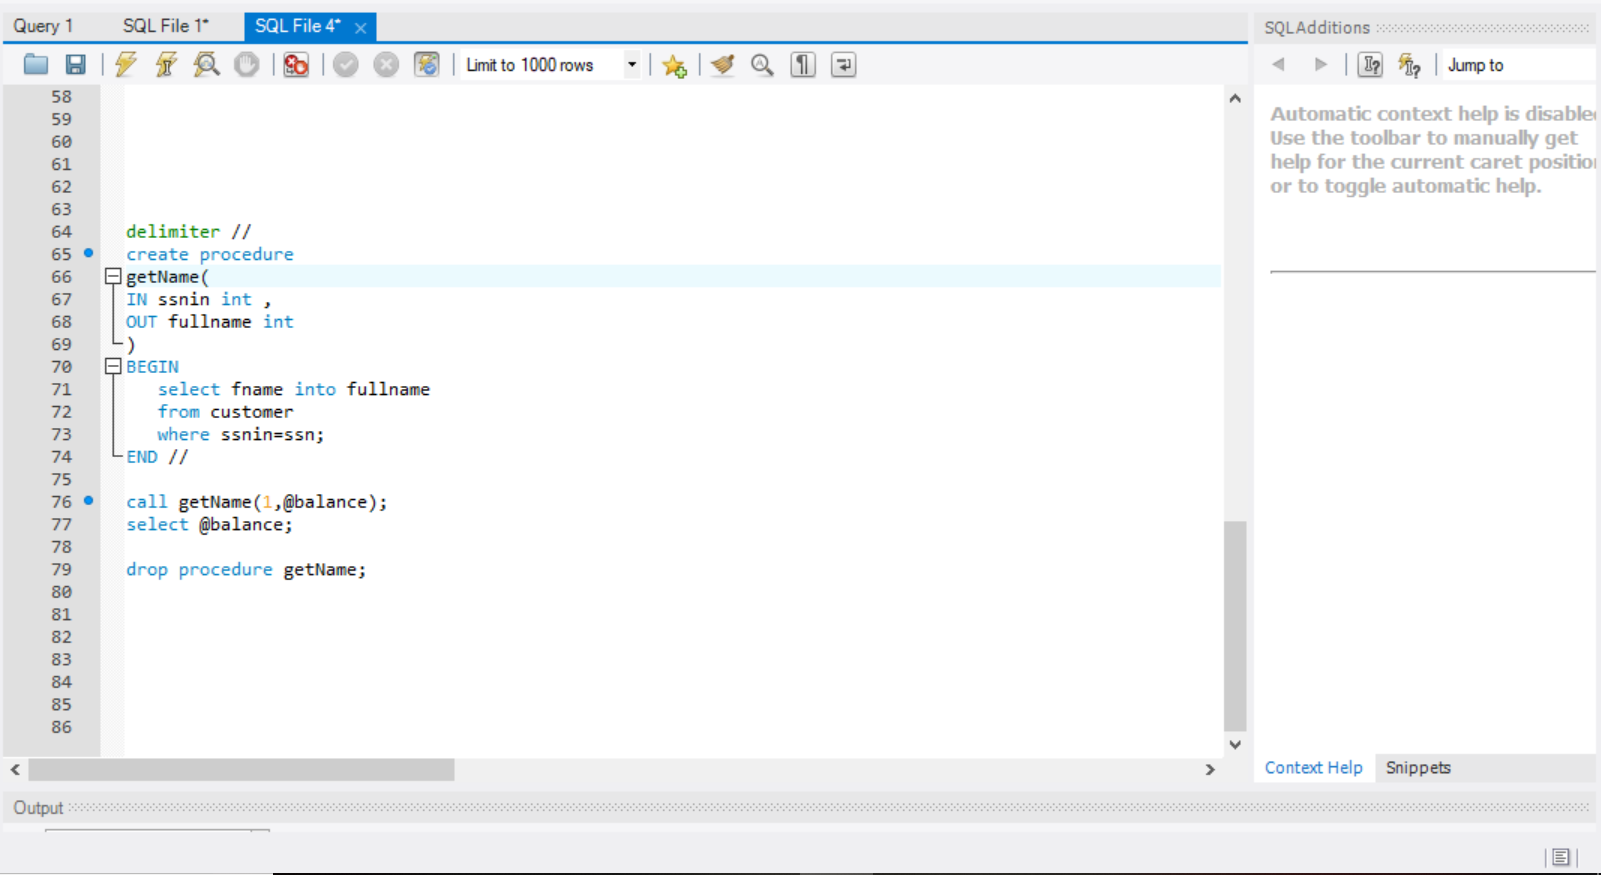 Query 1 SQL File 1* SQL File 4* ×
SQLAdditions
Limit to 1000 rows
Jump to
58
59
60
61
62
63
64 delimiter //
65 create procedure
66 getName(
67 IN ssnin int ,
68 OUT fullname int
69 )
70 BEGIN
71 select fname into fullname
72 from customer
73 where ssnin=ssn;
74 END //
75
76 call getName(1,@balance);
77 select @balance;
78
79 drop procedure getName;
80
81
82
83
84
85
86
Automatic context help is disable
Use the toolbar to manually get
help for the current caret positio
or to toggle automatic help.
Context Help Snippets
Output